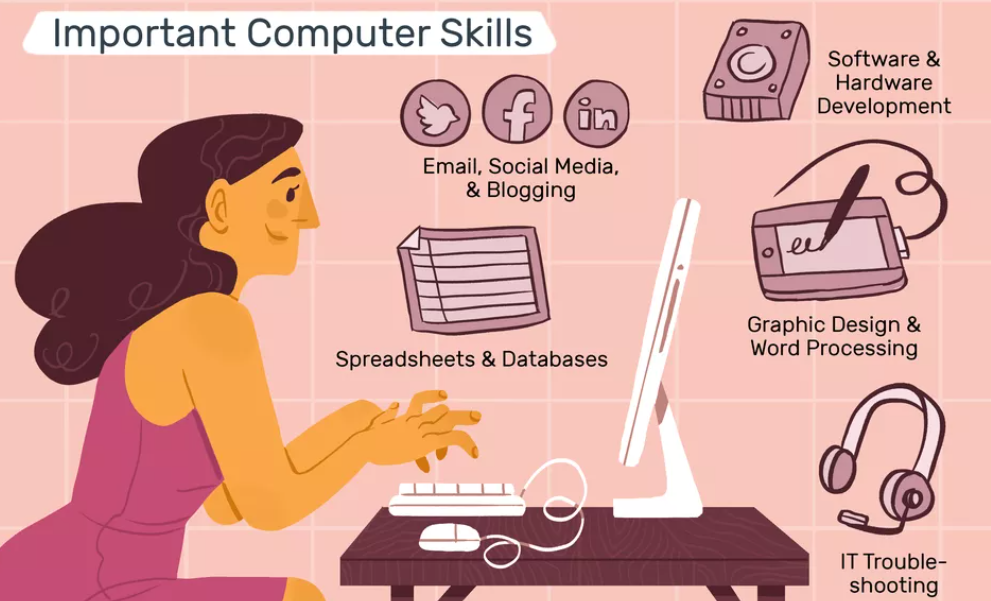 Important Computer Skills
in
Email, Social Media,
& Blogging
Software &
Hardware
Development
Spreadsheets & Databases
Graphic Design &
Word Processing
IT Trouble-
shooting